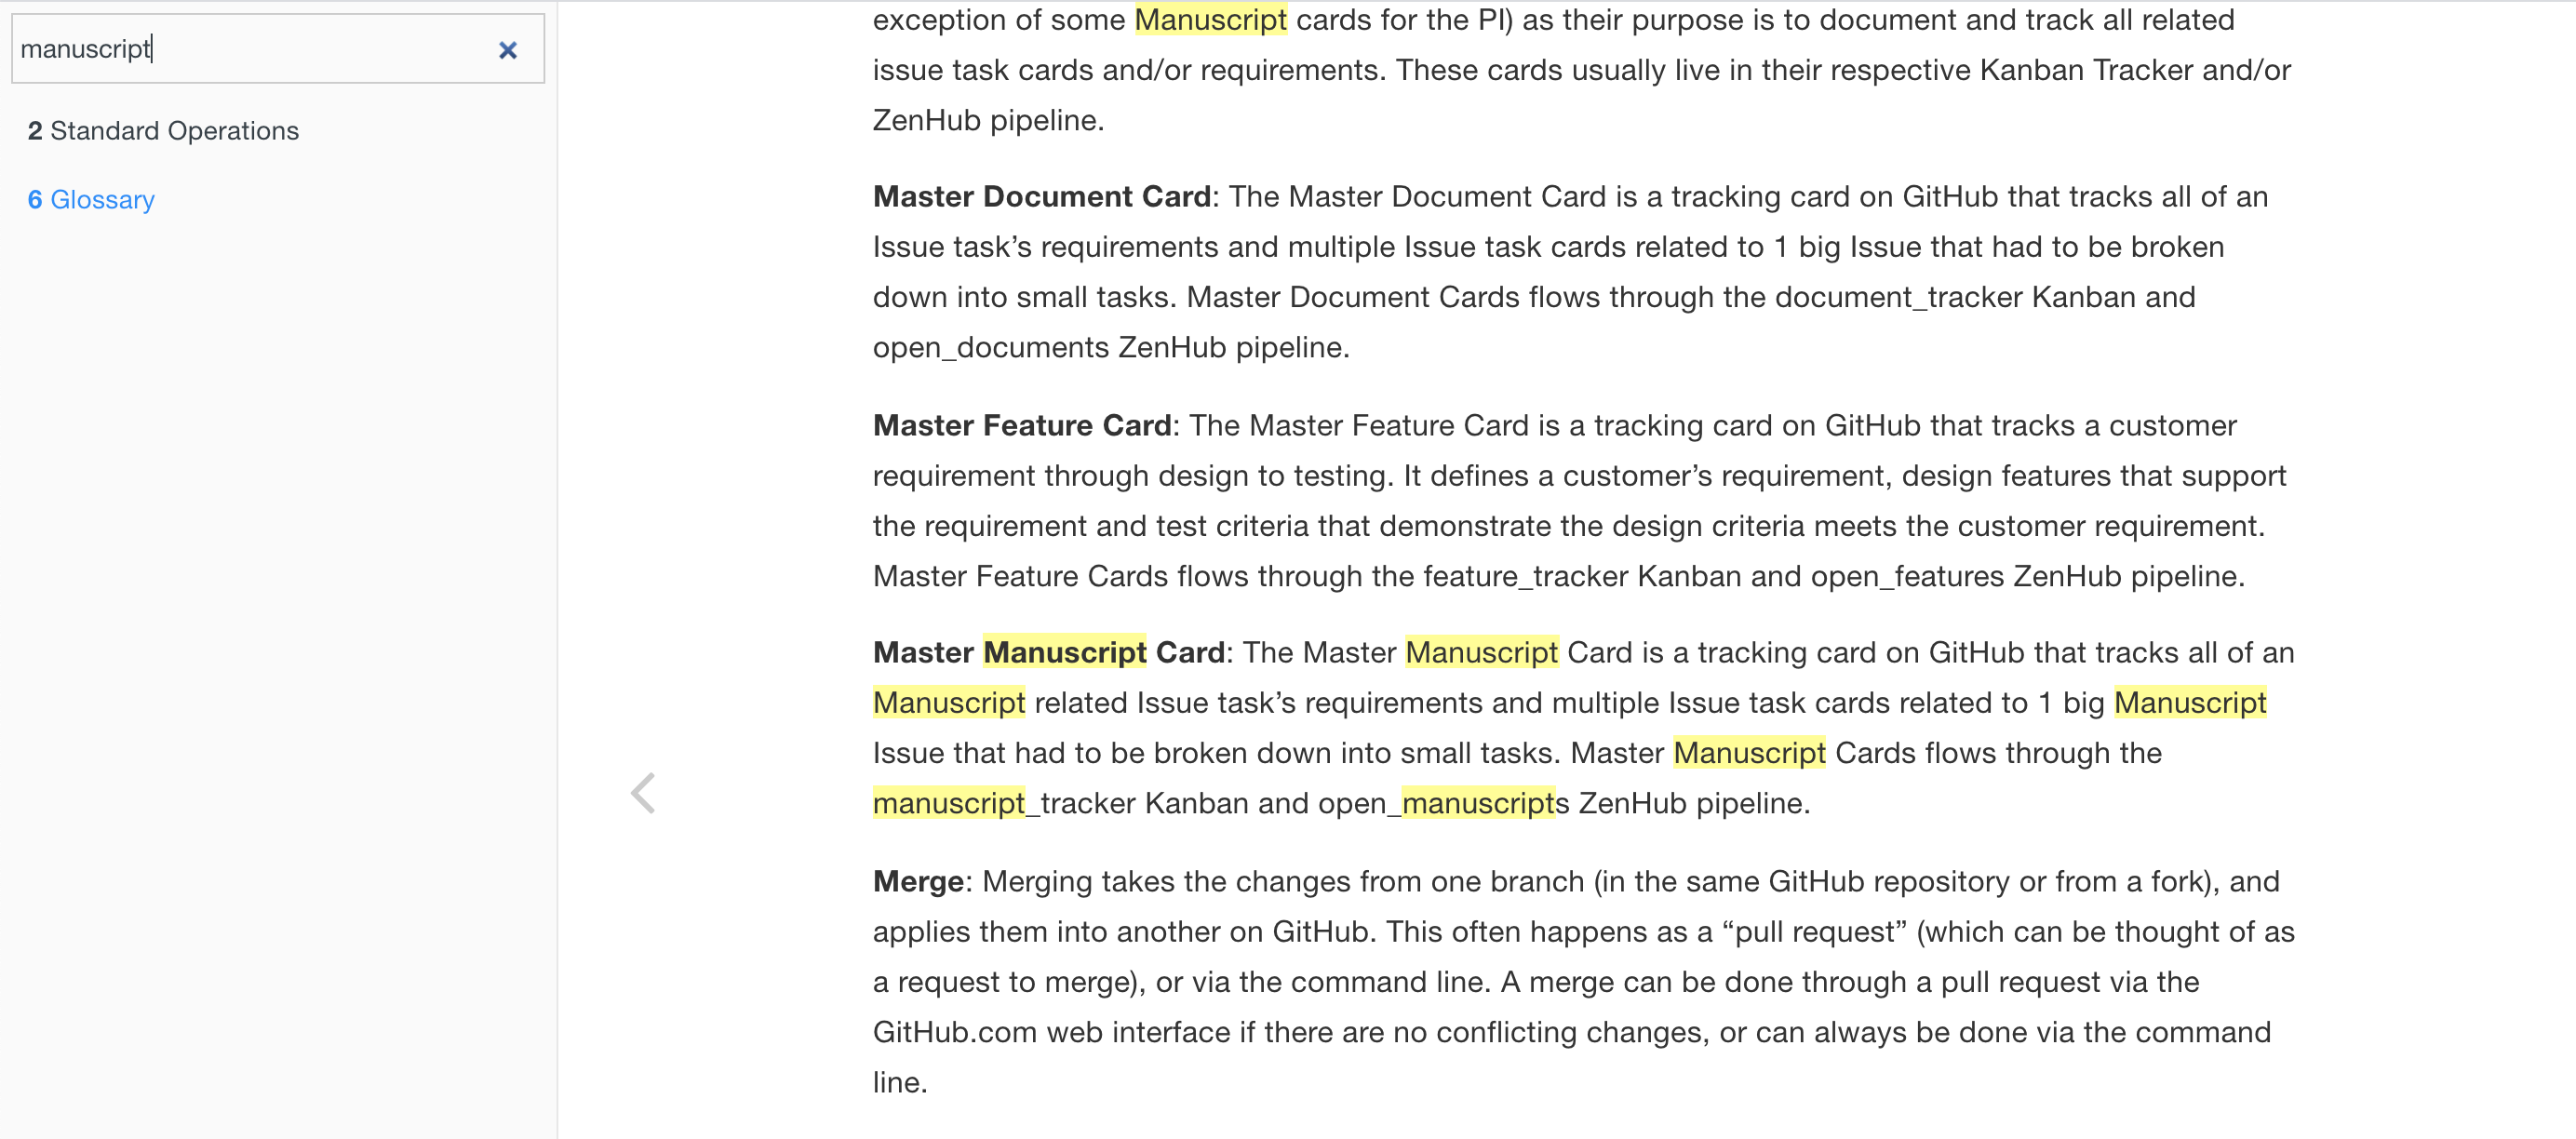 manuscript
2 Standard Operations
6 Glossary
exception of some Manuscript cards for the PI) as their purpose is to document and track all related
issue task cards and/or requirements. These cards usually live in their respective Kanban Tracker and/or
ZenHub pipeline.
Master Document Card: The Master Document Card is a tracking card on GitHub that tracks all of an
Issue task’s requirements and multiple Issue task cards related to 1 big Issue that had to be broken
down into small tasks. Master Document Cards flows through the document_tracker Kanban and
open_documents ZenHub pipeline.
Master Feature Card: The Master Feature Card is a tracking card on GitHub that tracks a customer
requirement through design to testing. It defines a customer’s requirement, design features that support
the requirement and test criteria that demonstrate the design criteria meets the customer requirement.
Master Feature Cards flows through the feature_tracker Kanban and open_features ZenHub pipeline.
Master Manuscript Card: The Master Manuscript Card is a tracking card on GitHub that tracks all of an
Manuscript related Issue task’s requirements and multiple Issue task cards related to 1 big Manuscript
Issue that had to be broken down into small tasks. Master Manuscript Cards flows through the
manuscript_tracker Kanban and open_manuscripts ZenHub pipeline.
Merge: Merging takes the changes from one branch (in the same GitHub repository or from a fork), and
applies them into another on GitHub. This often happens as a “pull request” (which can be thought of as
a request to merge), or via the command line. A merge can be done through a pull request via the
GitHub.com web interface if there are no conflicting changes, or can always be done via the command
line.